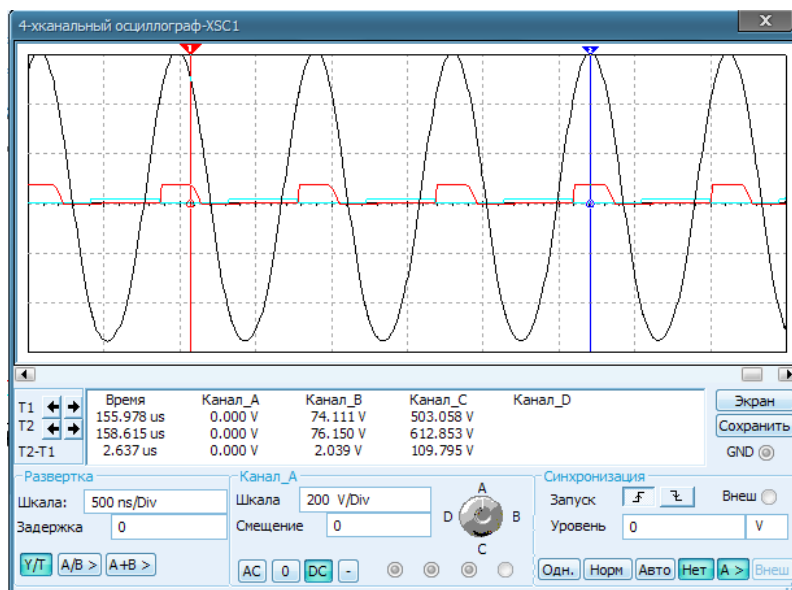 4-хканальный осциллограф-XSC1
X
1
2
Время Канал_A Канал_B Канал_C Канал_D
T1 155.978 us 0.000 V 74.111 V 503.058 V
T2 158.615 us 0.000 V 76.150 V 612.853 V
T2-T1 2.637 us 0.000 V 2.039 V 109.795 V
Экран
Сохранить
GND
Развертка
Шкала: 500 ns/Div
Задержка 0
Y/T A/B > A+B >
Канал_A
Шкала 200 V/Div
Смещение 0
A
D B
C
AC 0 DC -
Синхронизация
Запуск Внеш
Уровень 0 V
Одн. Норм Авто Нет A > Внеш